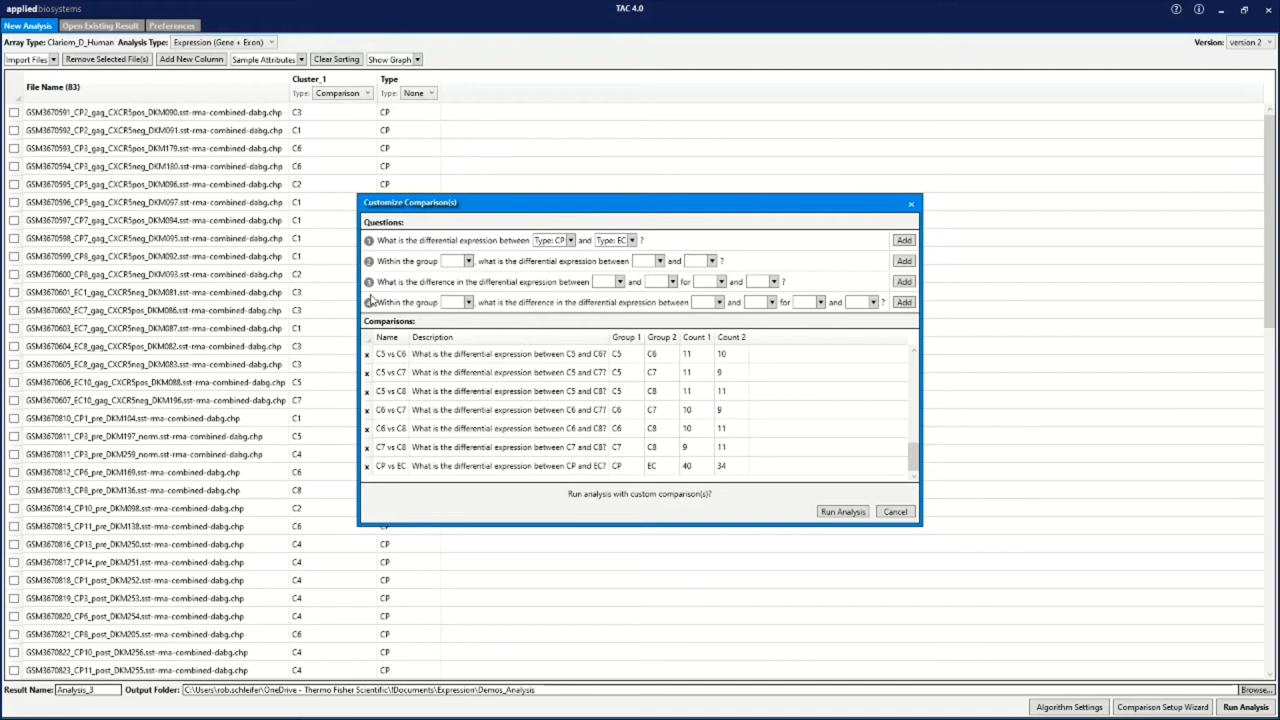 appliedbiosystems TAC 4.0
New Analysis Open Existing Result Preferences
Array Type: Clariom_D_Human Analysis Type: Expression (Gene + Exon) Version: version 2
Import Files Remove Selected File(s) Add New Column Sample Attributes Clear Sorting Show Graph
File Name (83) Cluster_1 Type
Type: Comparison Type: None
GSM3670591_CP2_gag_CXCR5pos_DKM090.sst-rma-combined-dabg.chp C3 CP
GSM3670592_CP2_gag_CXCR5neg_DKM091.sst-rma-combined-dabg.chp C1 CP
GSM3670593_CP3_gag_CXCR5pos_DKM179.sst-rma-combined-dabg.chp C6 CP
GSM3670594_CP3_gag_CXCR5neg_DKM180.sst-rma-combined-dabg.chp C6 CP
GSM3670595_CP5_gag_CXCR5pos_DKM096.sst-rma-combined-dabg.chp C2 CP
GSM3670596_CP5_gag_CXCR5neg_DKM097.sst-rma-combined-dabg.chp C1
GSM3670597_CP7_gag_CXCR5pos_DKM094.sst-rma-combined-dabg.chp C1
GSM3670598_CP7_gag_CXCR5neg_DKM095.sst-rma-combined-dabg.chp C1
GSM3670599_CP8_gag_CXCR5pos_DKM092.sst-rma-combined-dabg.chp C1
GSM3670600_CP8_gag_CXCR5neg_DKM093.sst-rma-combined-dabg.chp C2
GSM3670601_EC1_gag_CXCR5neg_DKM081.sst-rma-combined-dabg.chp C3
GSM3670602_EC7_gag_CXCR5pos_DKM086.sst-rma-combined-dabg.chp C3
GSM3670603_EC7_gag_CXCR5neg_DKM087.sst-rma-combined-dabg.chp C1
GSM3670604_EC8_gag_CXCR5pos_DKM082.sst-rma-combined-dabg.chp C3
GSM3670605_EC8_gag_CXCR5neg_DKM083.sst-rma-combined-dabg.chp C3
GSM3670606_EC10_gag_CXCR5pos_DKM088.sst-rma-combined-dabg.chp C5
GSM3670607_EC10_gag_CXCR5neg_DKM196.sst-rma-combined-dabg.chp C7
GSM3670810_CP1_pre_DKM104.sst-rma-combined-dabg.chp C1
GSM3670811_CP3_pre_DKM197_norm.sst-rma-combined-dabg.chp C5
GSM3670811_CP3_pre_DKM259_norm.sst-rma-combined-dabg.chp C4
GSM3670812_CP6_pre_DKM169.sst-rma-combined-dabg.chp C6
GSM3670813_CP8_pre_DKM136.sst-rma-combined-dabg.chp C8
GSM3670814_CP10_pre_DKM098.sst-rma-combined-dabg.chp C2
GSM3670815_CP11_pre_DKM138.sst-rma-combined-dabg.chp C6
GSM3670816_CP13_pre_DKM250.sst-rma-combined-dabg.chp C4 CP
GSM3670817_CP14_pre_DKM251.sst-rma-combined-dabg.chp C4 CP
GSM3670818_CP1_post_DKM252.sst-rma-combined-dabg.chp C4 CP
GSM3670819_CP3_post_DKM253.sst-rma-combined-dabg.chp C4 CP
GSM3670820_CP6_post_DKM254.sst-rma-combined-dabg.chp C4 CP
GSM3670821_CP8_post_DKM205.sst-rma-combined-dabg.chp C6 CP
GSM3670822_CP10_post_DKM256.sst-rma-combined-dabg.chp C4 CP
GSM3670823_CP11_post_DKM255.sst-rma-combined-dabg.chp C4 CP
Customize Comparison(s)
Questions:
1 What is the differential expression between Type: CP and Type: EC ? Add
2 Within the group what is the differential expression between and ? Add
3 What is the difference in the differential expression between and for and ? Add
Within the group what is the difference in the differential expression between and for and ? Add
Comparisons:
Name Description Group 1 Group 2 Count 1 Count 2
x C5 vs C6 What is the differential expression between C5 and C6? C5 C6 11 10
x C5 vs C7 What is the differential expression between C5 and C7? C5 C7 11 9
x C5 vs C8 What is the differential expression between C5 and C8? C5 C8 11 11
x C6 vs C7 What is the differential expression between C6 and C7? C6 C7 10 9
x C6 vs C8 What is the differential expression between C6 and C8? C6 C8 10 11
x C7 vs C8 What is the differential expression between C7 and C8? C7 C8 9 11
x CP vs EC What is the differential expression between CP and EC? CP EC 40 34
Run analysis with custom comparison(s)?
Run Analysis Cancel
Result Name: Analysis_3 Output Folder: C:\Users\rob.schleifer\OneDrive - Thermo Fisher Scientific\!Documents\Expression\Demos_Analysis Browse...
Algorithm Settings Comparison Setup Wizard Run Analysis